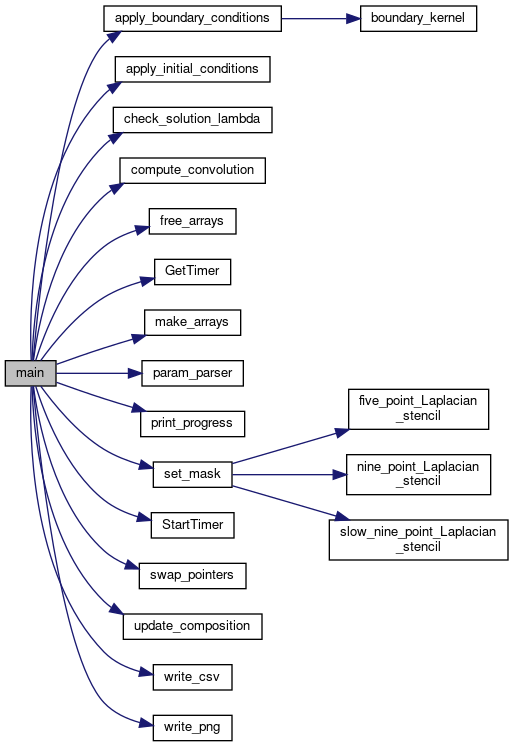 apply_boundary_conditions
boundary_kernel
apply_initial_conditions
check_solution_lambda
compute_convolution
free_arrays
GetTimer
make_arrays
main
param_parser
print_progress
five_point_Laplacian
_stencil
set_mask
nine_point_Laplacian
_stencil
slow_nine_point_Laplacian
_stencil
StartTimer
swap_pointers
update_composition
write_csv
write_png